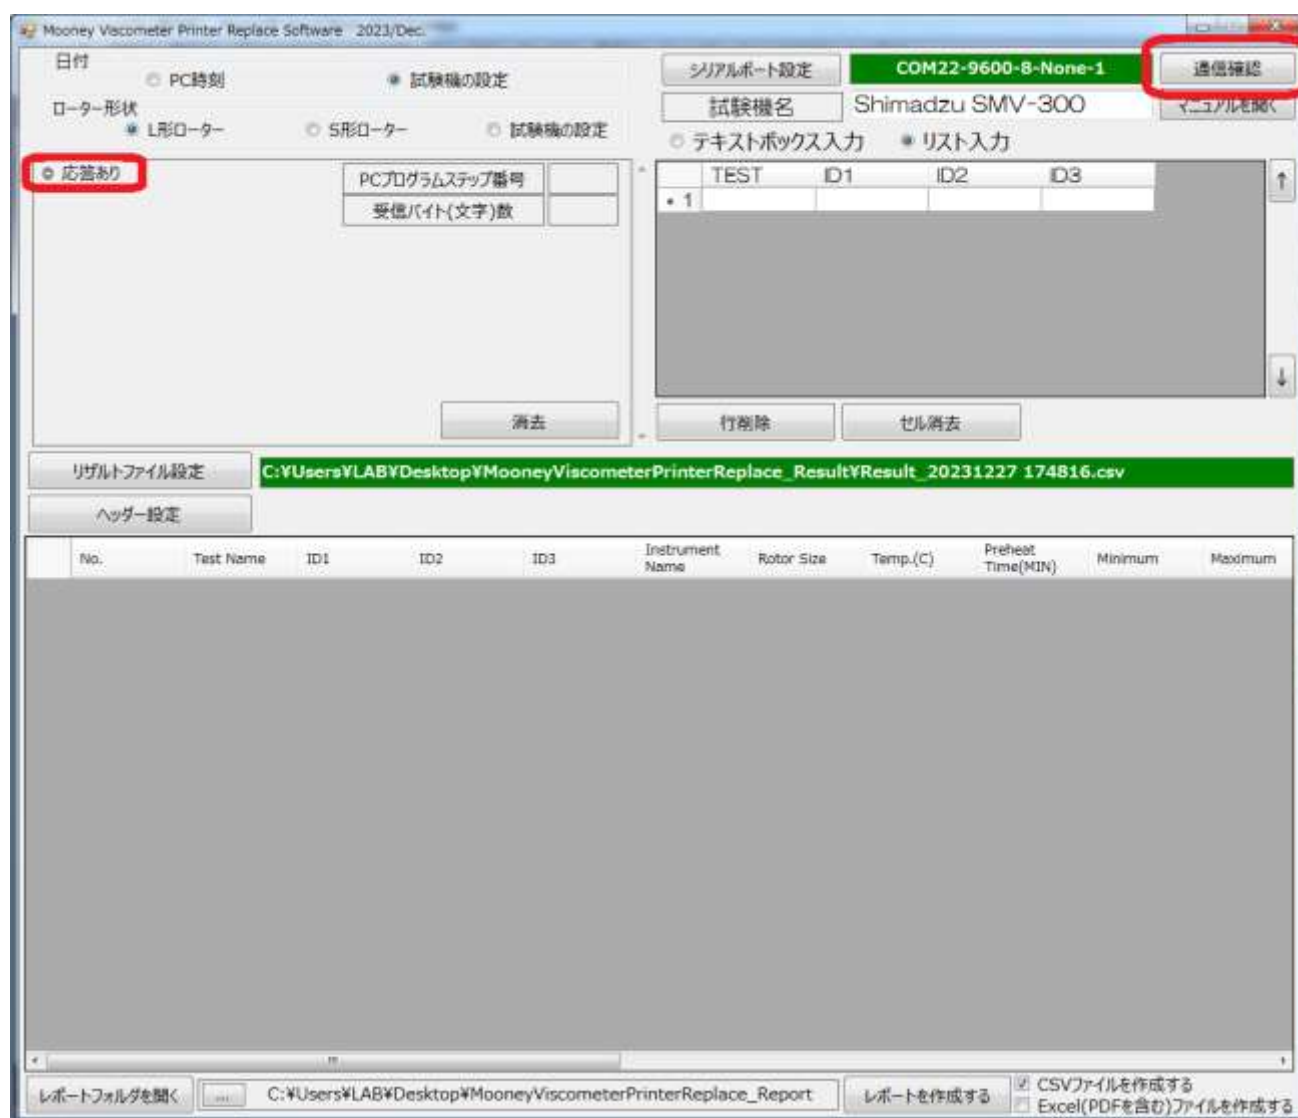 Mooney Viscometer Printer Replace Software 2023/Dec.
日付
PC時刻 試験機の設定
シリアルポート設定 COM22-9600-8-None-1 通信確認
ローター形状
試験機名 Shimadzu SMV-300 マニュアルを開く
L形ローター S形ローター 試験機の設定
テキストボックス入力 リスト入力
応答あり
PCプログラムステップ番号
受信バイト(文字)数
TEST ID1 ID2 ID3 ↑
1
↓
消去
行削除 セル消去
リザルトファイル設定 C:¥Users¥LAB¥Desktop¥MooneyViscometerPrinterReplace_Result¥Result_20231227 174816.csv
ヘッダー設定
No. Test Name ID1 ID2 ID3 Instrument Name Rotor Size Temp.(C) Preheat Time(MIN) Minimum Maximum
レポートフォルダを開く ... C:¥Users¥LAB¥Desktop¥MooneyViscometerPrinterReplace_Report レポートを作成する
CSVファイルを作成する
Excel(PDFを含む)ファイルを作成する